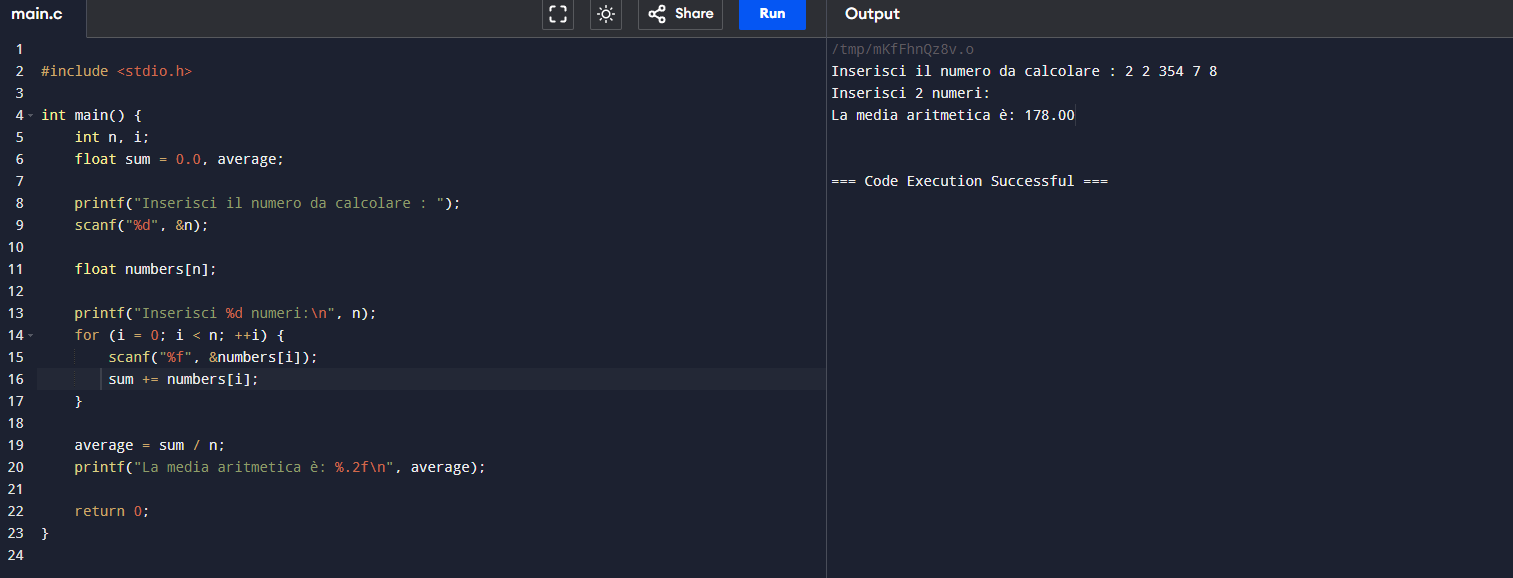 main.c
Share
Run
Output
1
2 #include <stdio.h>
3
4 int main() {
5 int n, i;
6 float sum = 0.0, average;
7
8 printf("Inserisci il numero da calcolare : ");
9 scanf("%d", &n);
10
11 float numbers[n];
12
13 printf("Inserisci %d numeri:\n", n);
14 for (i = 0; i < n; ++i) {
15 scanf("%f", &numbers[i]);
16 sum += numbers[i];
17 }
18
19 average = sum / n;
20 printf("La media aritmetica è: %.2f\n", average);
21
22 return 0;
23 }
24
/tmp/mKfFhnQz8v.o
Inserisci il numero da calcolare : 2 2 354 7 8
Inserisci 2 numeri:
La media aritmetica è: 178.00
=== Code Execution Successful ===